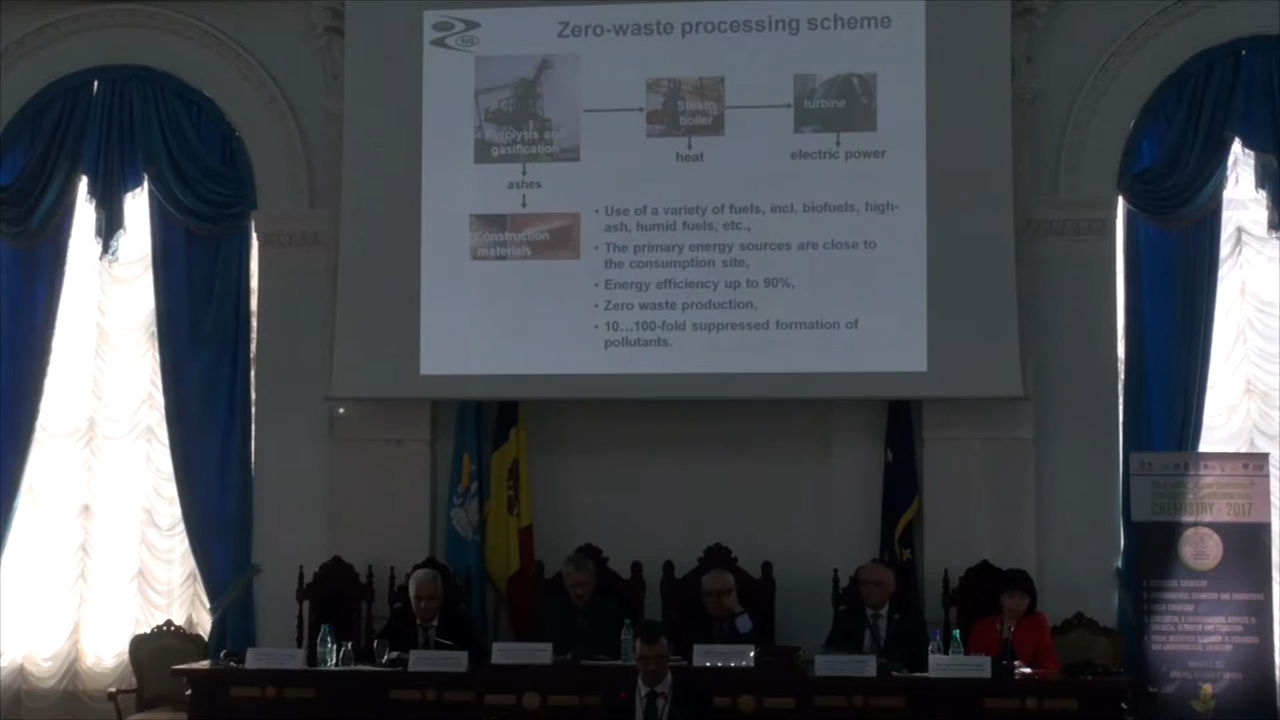 Zero-waste processing scheme
Pyrolysis and
gasification
Steam
boiler
turbine
heat
electric power
ashes
Construction
materials
• Use of a variety of fuels, incl. biofuels, high-
ash, humid fuels, etc.,
• The primary energy sources are close to
the consumption site,
• Energy efficiency up to 90%,
• Zero waste production,
• 10...100-fold suppressed formation of
pollutants.
CHEMISTRY - 2017